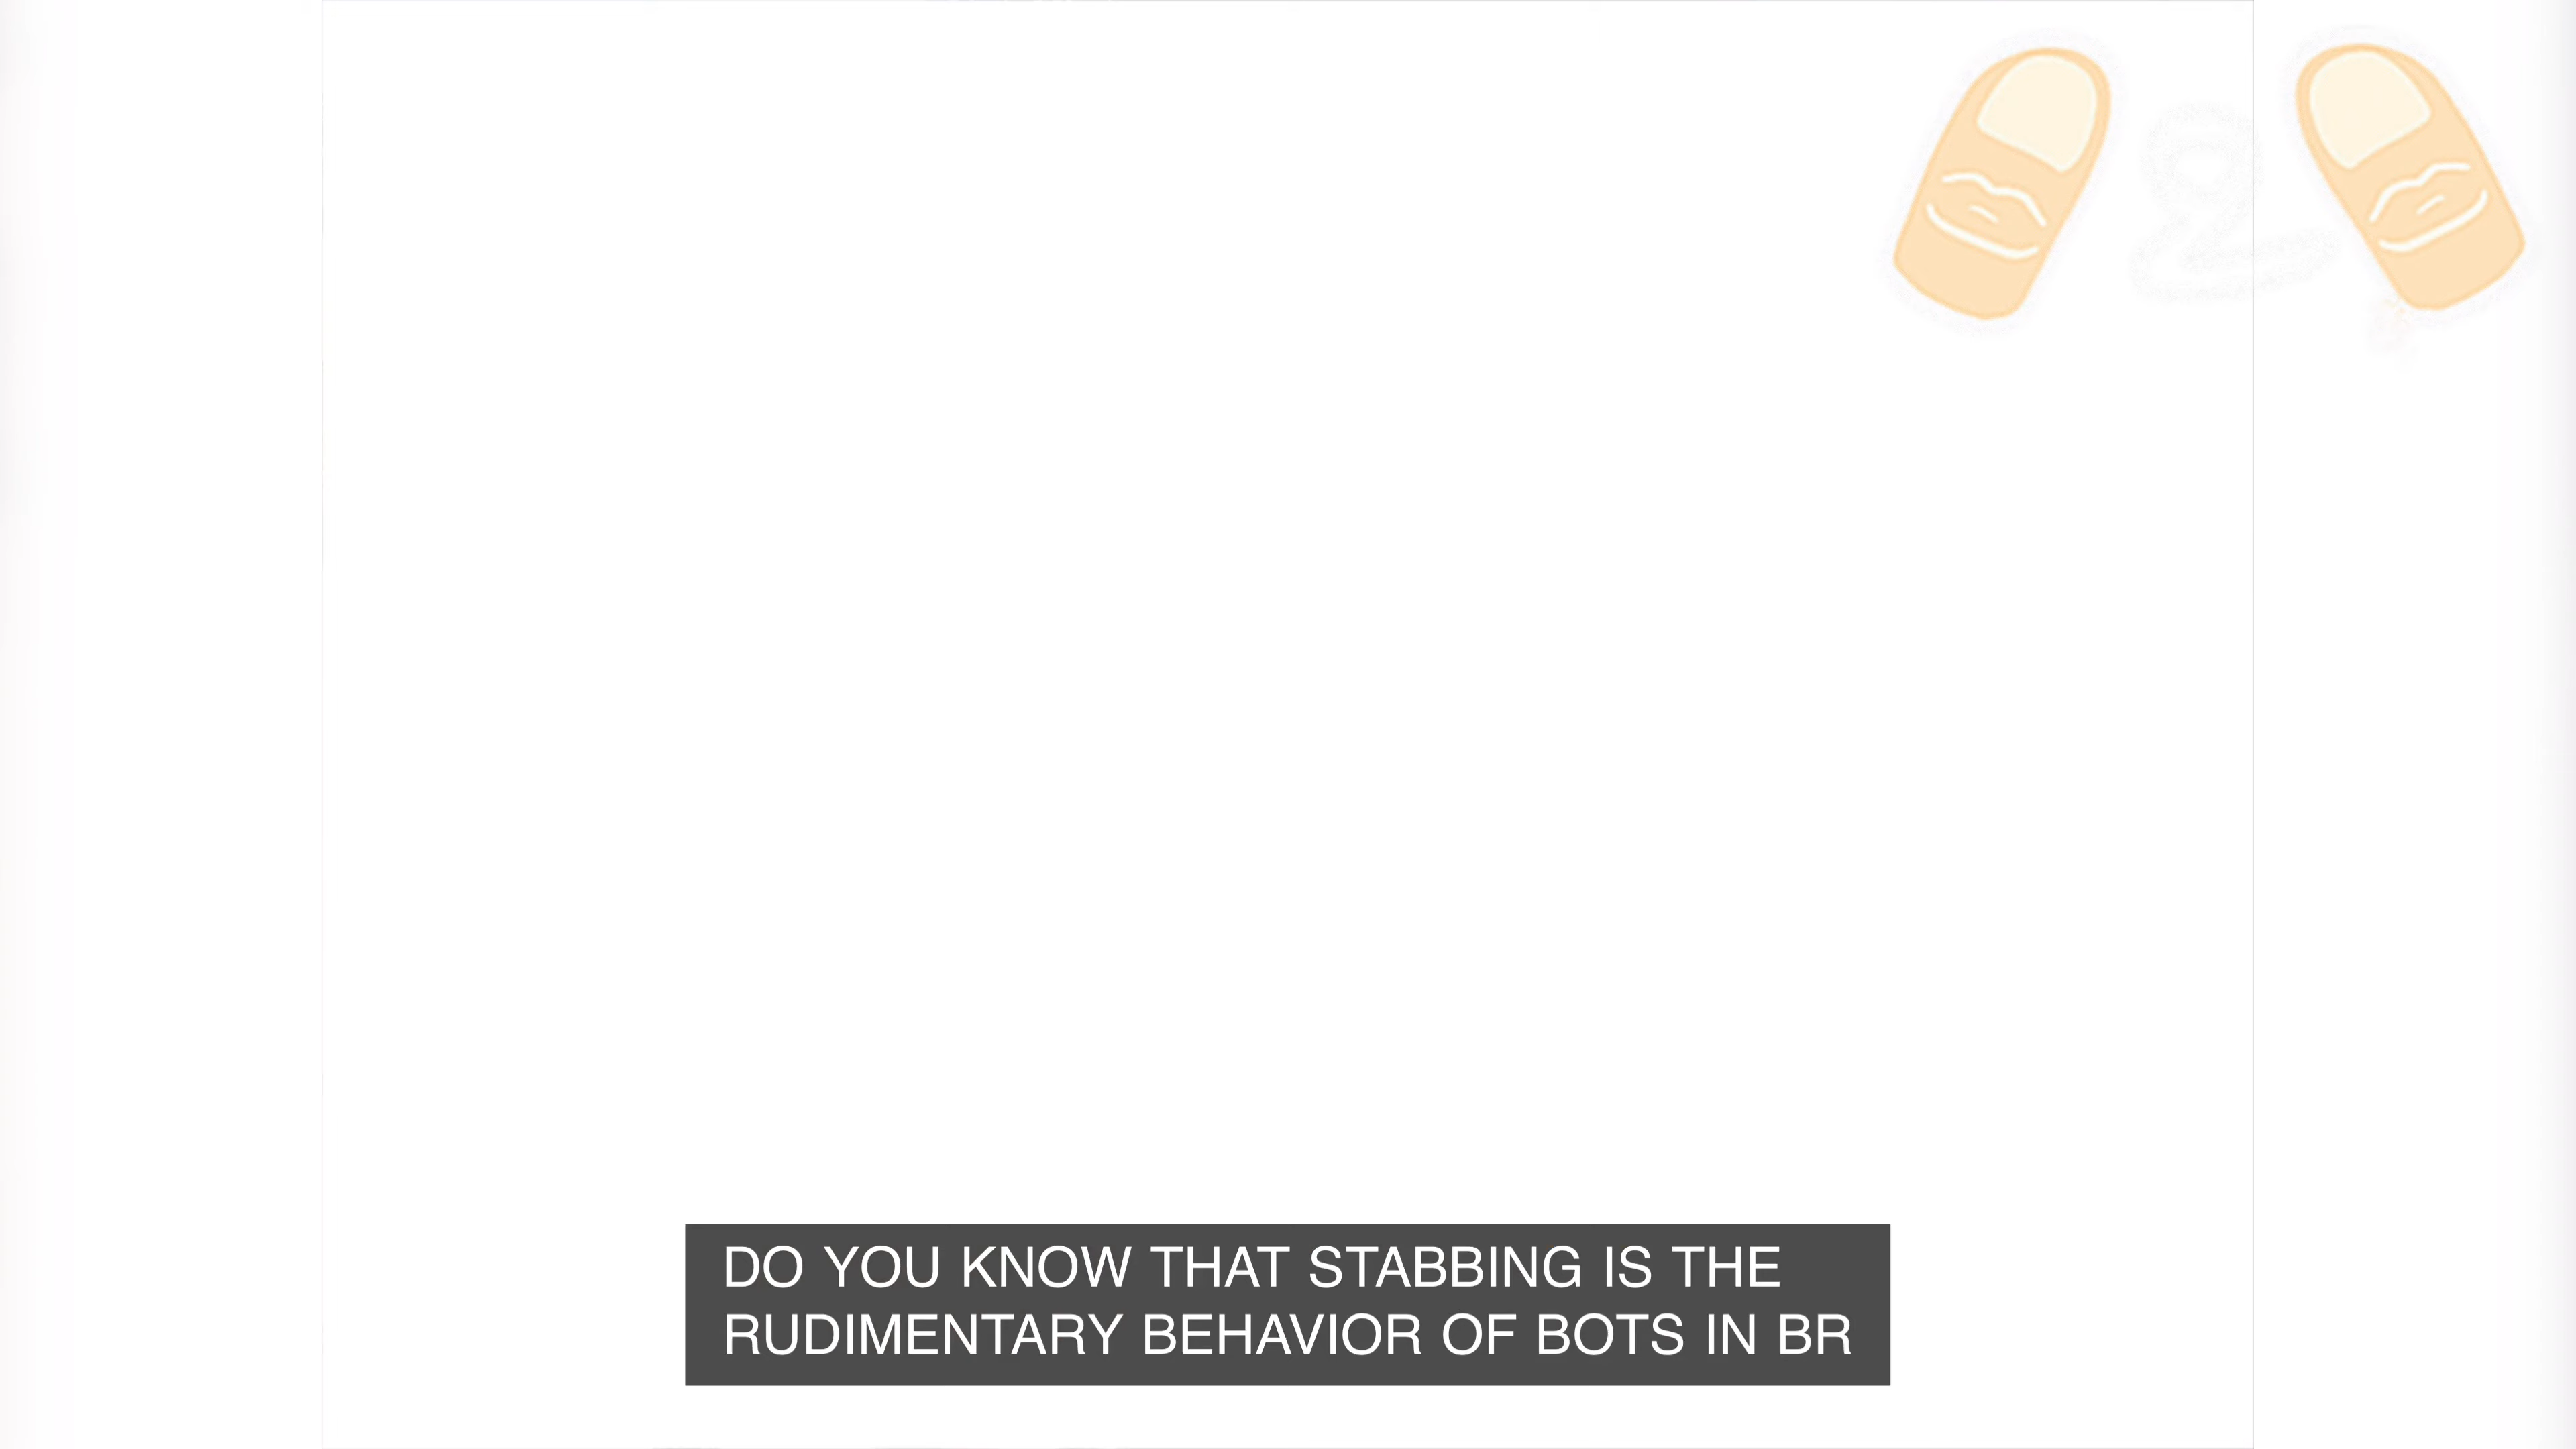 DO YOU KNOW THAT STABBING IS THE
RUDIMENTARY BEHAVIOR OF BOTS IN BR